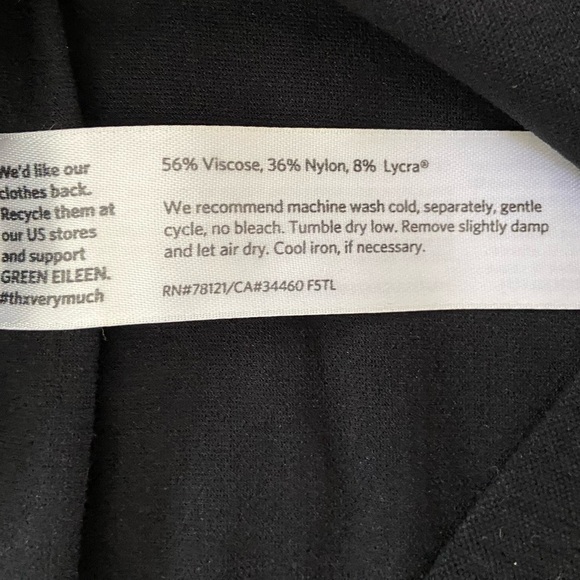 We'd like our
clothes back.
Recycle them at
our US stores
and support
GREEN EILEEN.
#thxverymuch
56% Viscose, 36% Nylon, 8% Lycra®
We recommend machine wash cold, separately, gentle
cycle, no bleach. Tumble dry low. Remove slightly damp
and let air dry. Cool iron, if necessary.
RN#78121/CA#34460 F5TL